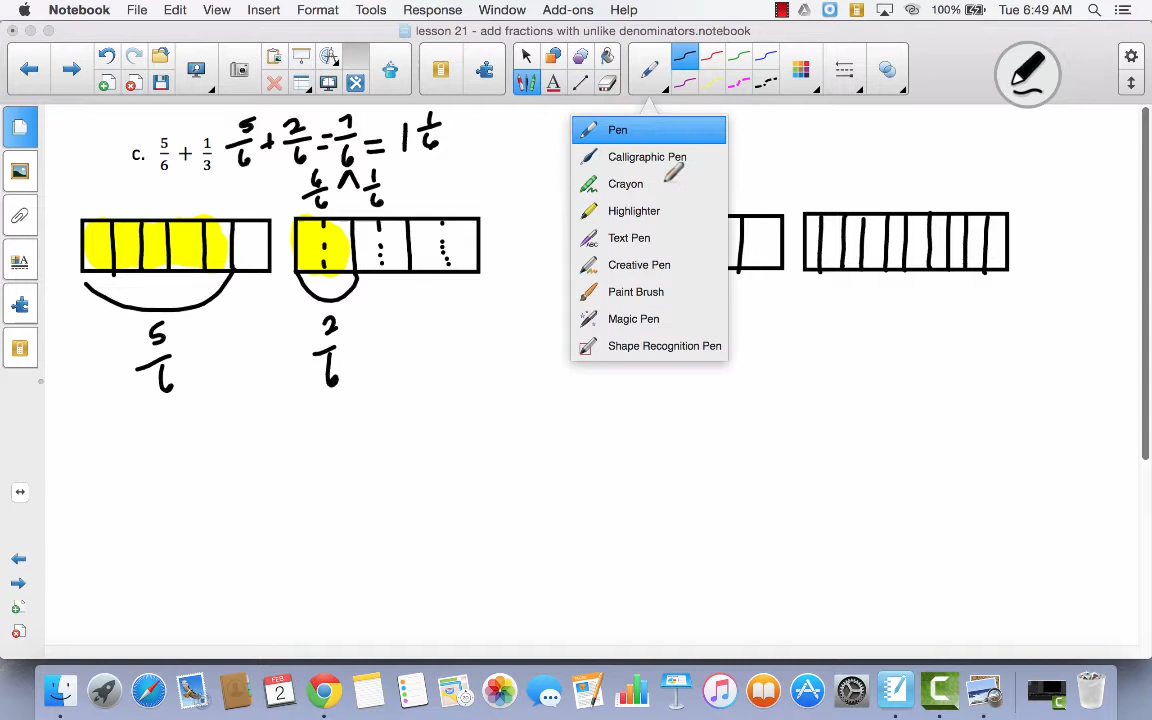 Notebook File Edit View Insert Format Tools Response Window Add-ons Help 100% Tue 6:49 AM
lesson 21 - add fractions with unlike denominators.notebook
c. 5/6 + 1/3 5/6 + 2/6 = 7/6 = 1 1/6
6/6 1/6
5/6 2/6
Pen
Calligraphic Pen
Crayon
Highlighter
Text Pen
Creative Pen
Paint Brush
Magic Pen
Shape Recognition Pen
FEB
2